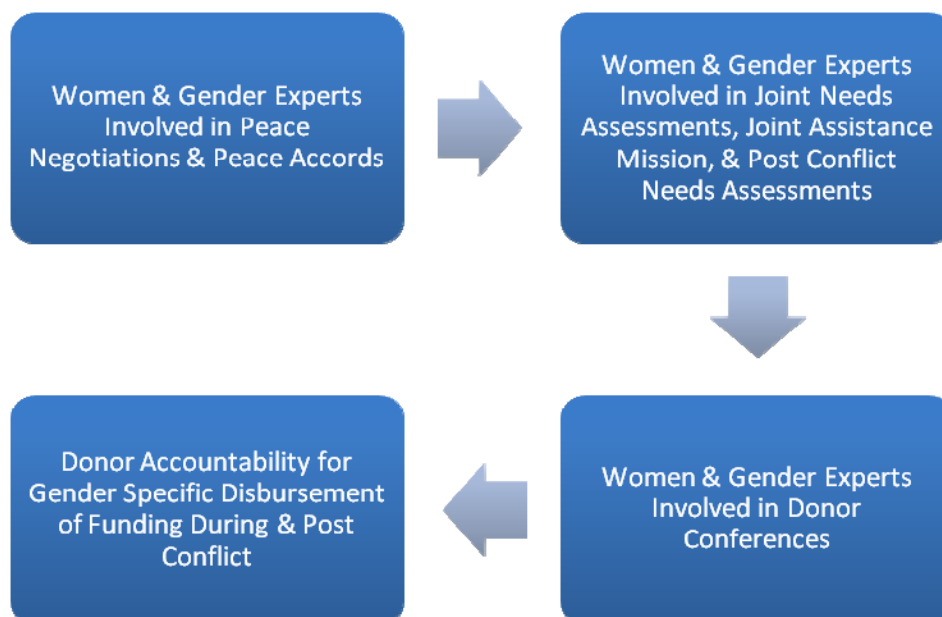 Women & Gender Experts
Involved in Peace
Negotiations & Peace Accords
Women & Gender Experts
Involved in Joint Needs
Assessments, Joint Assistance
Mission, & Post Conflict
Needs Assessments
Women & Gender Experts
Involved in Donor
Conferences
Donor Accountability for
Gender Specific Disbursement
of Funding During & Post
Conflict